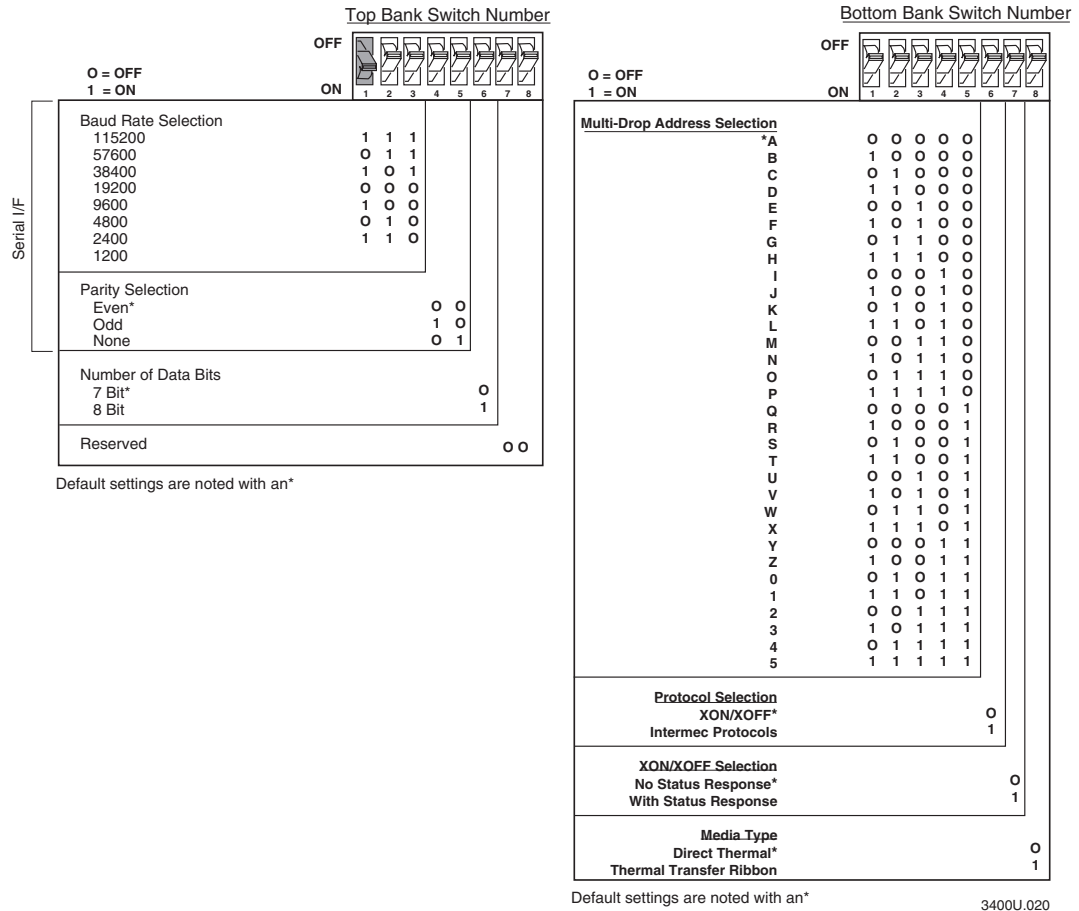 Top Bank Switch Number
OFF
O = OFF
1 = ON
ON
1 2 3 4 5 6 7 8
Serial I/F
Baud Rate Selection
115200 1 1 1
57600 O 1 1
38400 1 O 1
19200 O O O
9600 1 O O
4800 O 1 O
2400 1 1 O
1200
Parity Selection
Even* O O
Odd 1 O
None O 1
Number of Data Bits
7 Bit* O
8 Bit 1
Reserved O O
Default settings are noted with an*
Bottom Bank Switch Number
OFF
O = OFF
1 = ON
ON
1 2 3 4 5 6 7 8
Multi-Drop Address Selection
*A O O O O O
B 1 O O O O
C O 1 O O O
D 1 1 O O O
E O O 1 O O
F 1 O 1 O O
G O 1 1 O O
H 1 1 1 O O
I O O O 1 O
J 1 O O 1 O
K O 1 O 1 O
L 1 1 O 1 O
M O O 1 1 O
N 1 O 1 1 O
O O 1 1 1 O
P 1 1 1 1 O
Q O O O O 1
R 1 O O O 1
S O 1 O O 1
T 1 1 O O 1
U O O 1 O 1
V 1 O 1 O 1
W O 1 1 O 1
X 1 1 1 O 1
Y O O O 1 1
Z 1 O O 1 1
0 O 1 O 1 1
1 1 1 O 1 1
2 O O 1 1 1
3 1 O 1 1 1
4 O 1 1 1 1
5 1 1 1 1 1
Protocol Selection
XON/XOFF* O
Intermec Protocols 1
XON/XOFF Selection
No Status Response* O
With Status Response 1
Media Type
Direct Thermal* O
Thermal Transfer Ribbon 1
Default settings are noted with an*
3400U.020